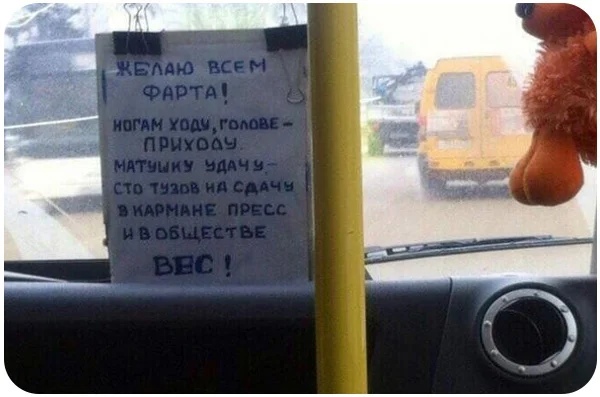 ЖЕЛАЮ ВСЕМ
ФАРТА!
НОГАМ ХОДУ, ГОЛОВЕ –
ПРИХОДУ.
МАТУШКУ УДАЧУ –
СТО ТУЗОВ НА СДАЧУ
В КАРМАНЕ ПРЕСС
И В ОБЩЕСТВЕ
ВЕС!